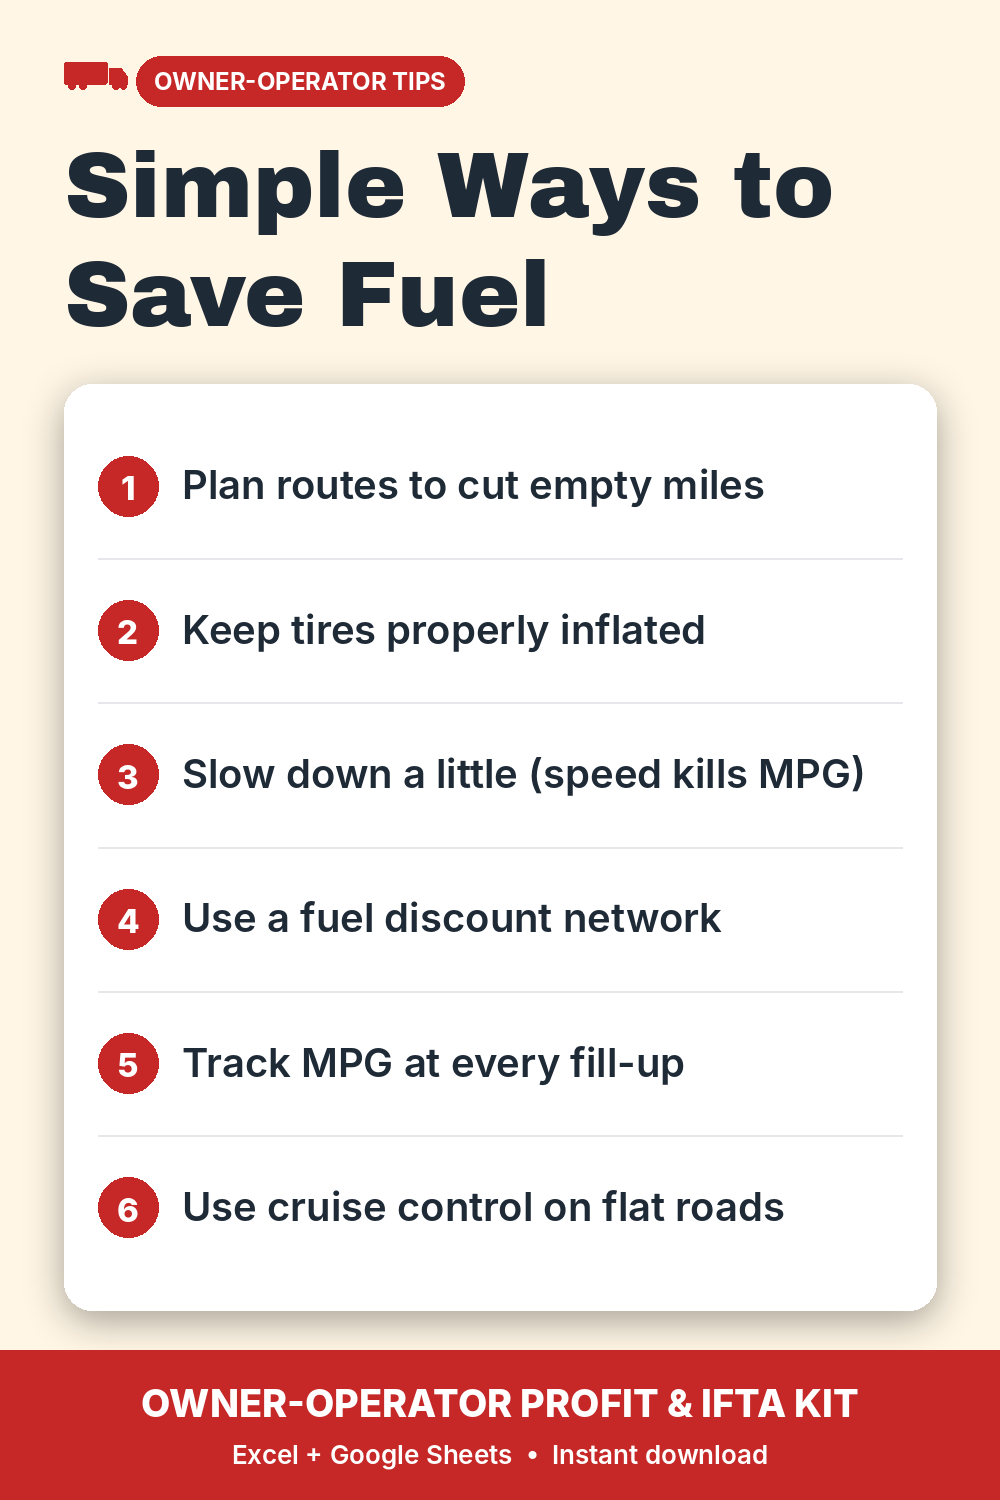 OWNER-OPERATOR TIPS
Simple Ways to
Save Fuel
1 Plan routes to cut empty miles
2 Keep tires properly inflated
3 Slow down a little (speed kills MPG)
4 Use a fuel discount network
5 Track MPG at every fill-up
6 Use cruise control on flat roads
OWNER-OPERATOR PROFIT & IFTA KIT
Excel + Google Sheets • Instant download